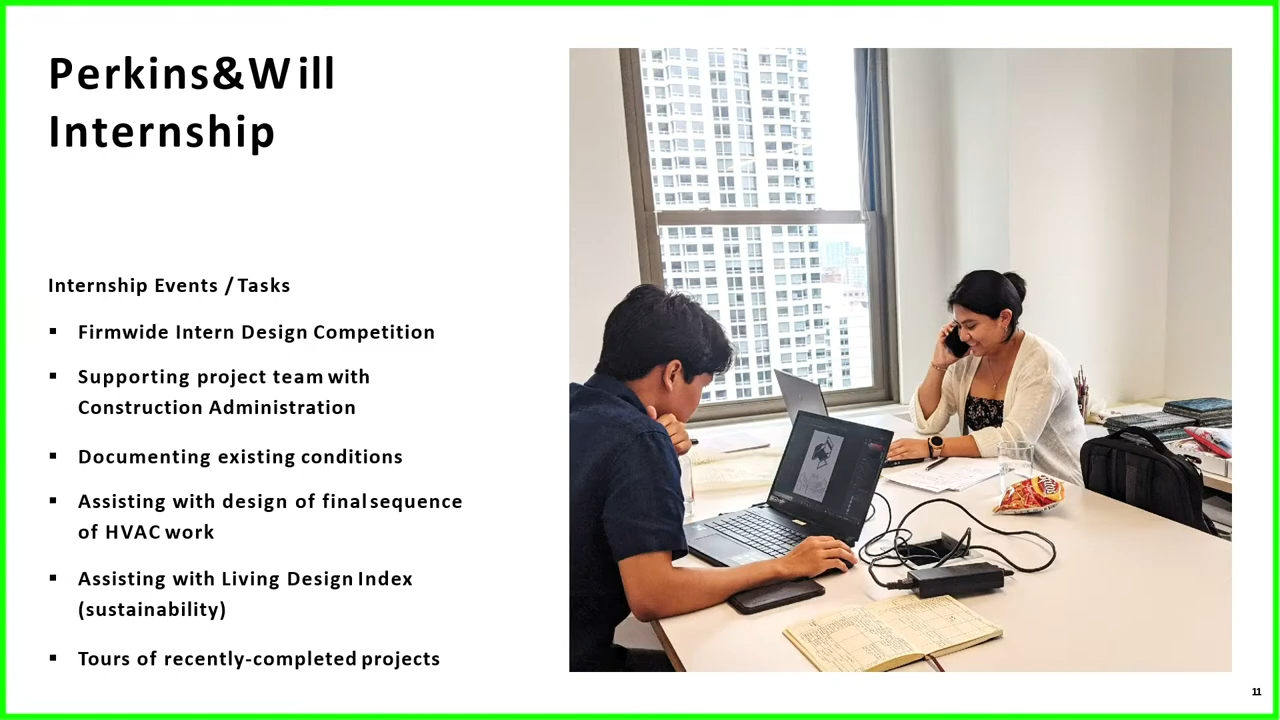 Perkins&Will
Internship
Internship Events / Tasks
▪ Firmwide Intern Design Competition
▪ Supporting project team with
Construction Administration
▪ Documenting existing conditions
▪ Assisting with design of final sequence
of HVAC work
▪ Assisting with Living Design Index
(sustainability)
▪ Tours of recently-completed projects
11